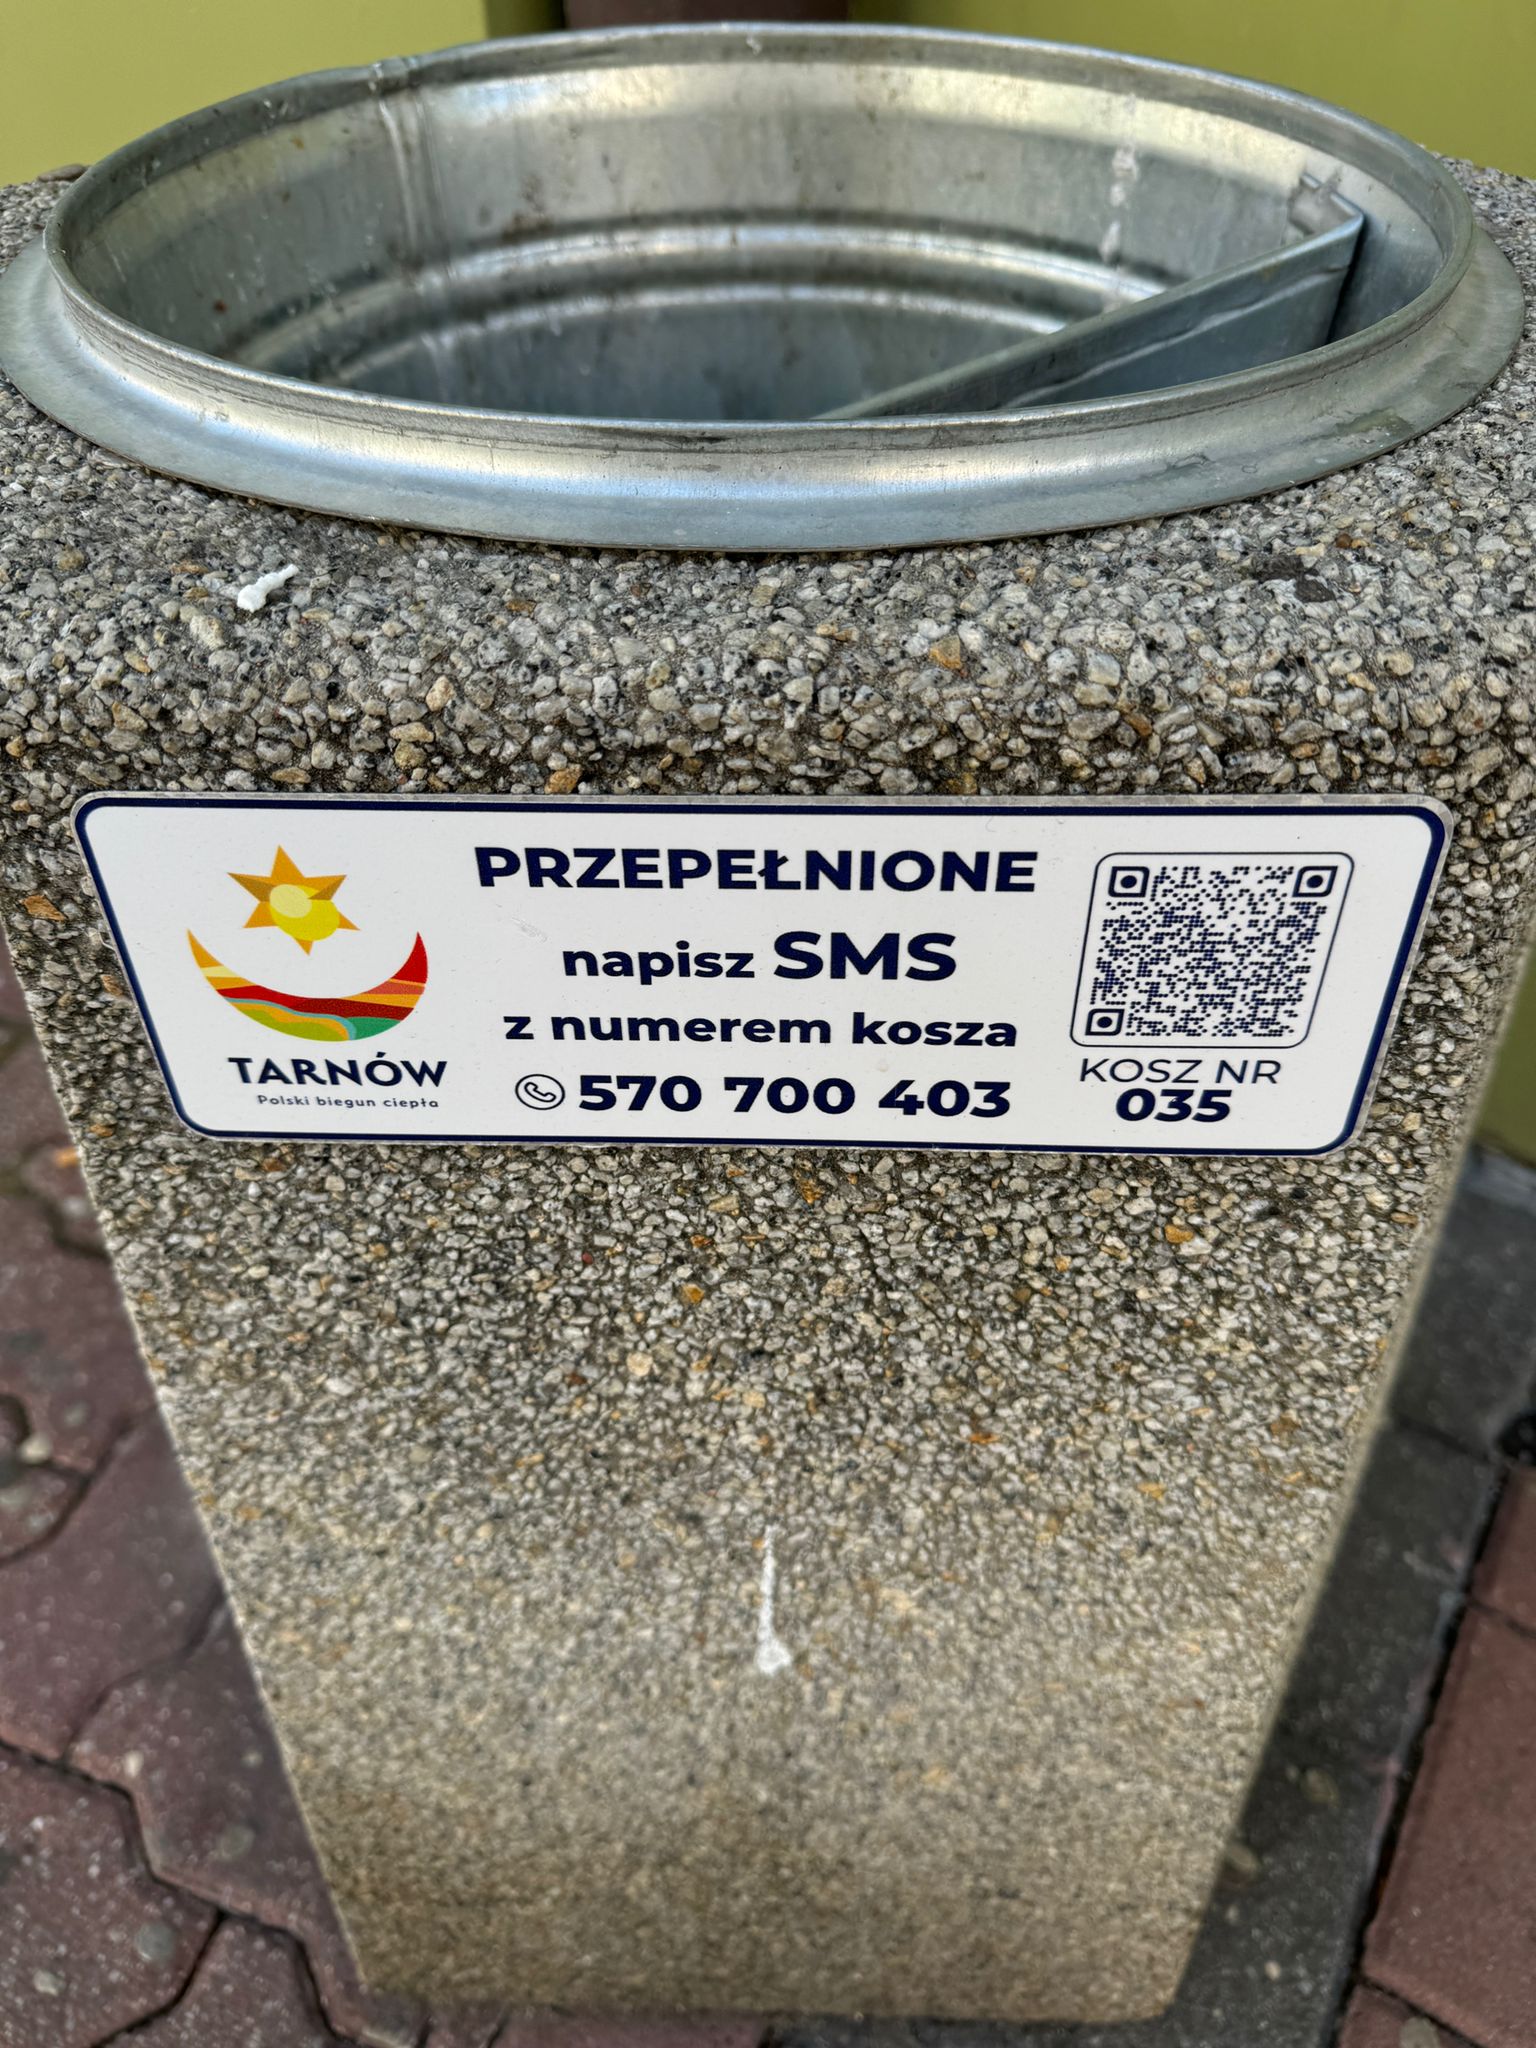 PRZEPEŁNIONE
napisz SMS
z numerem kosza
570 700 403
TARNÓW
Polski biegun ciepła
KOSZ NR
035